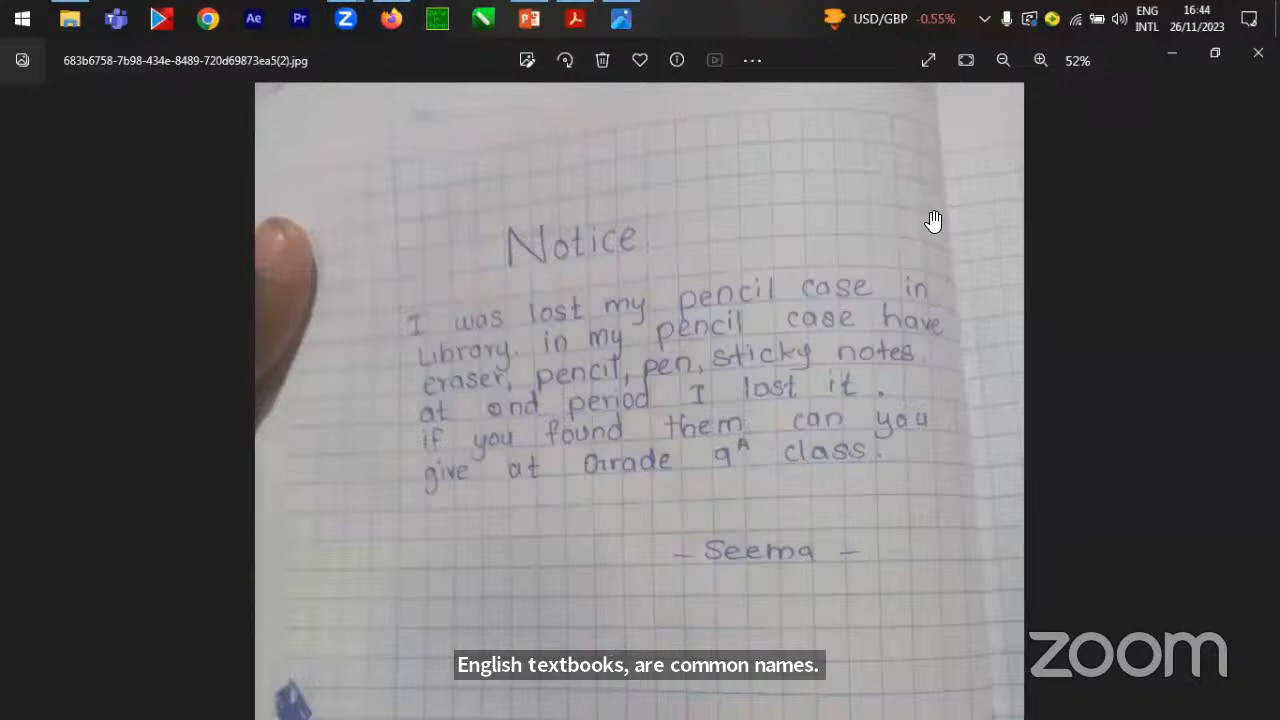 Ae
Pr
USD/GBP -0.55%
ENG
INTL
16:44
26/11/2023
683b6758-7b98-434e-8489-720d69873ea5(2).jpg
52%
Notice
I was lost my pencil case in
Library. in my pencil case have
eraser, pencil, pen, sticky notes.
at 2nd period I lost it.
if you found them can you
give at Grade 9A class.
- Seema -
English textbooks, are common names.
zoom